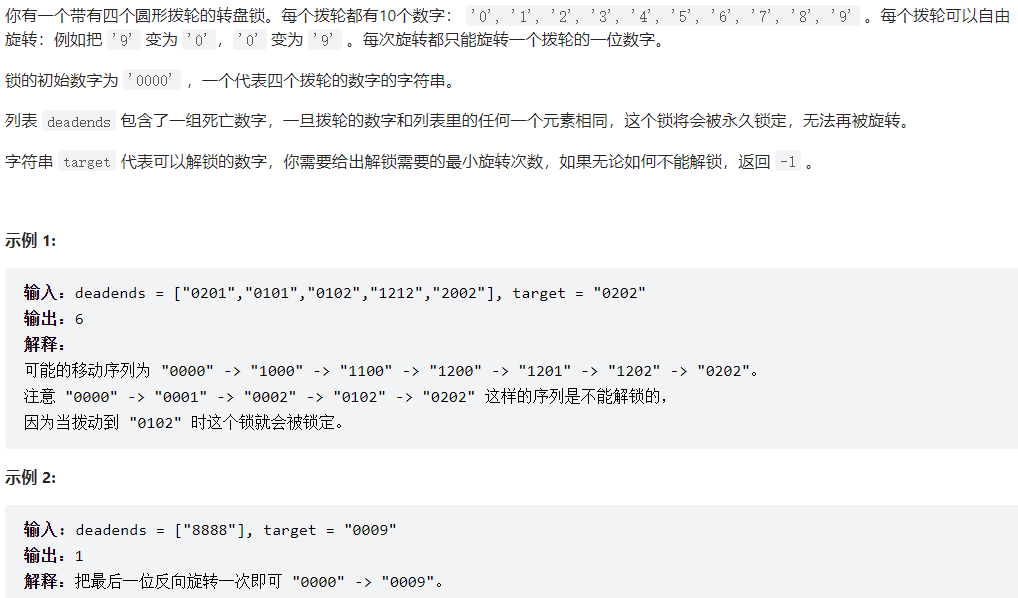 你有一个带有四个圆形拨轮的转盘锁。每个拨轮都有10个数字： '0', '1', '2', '3', '4', '5', '6', '7', '8', '9' 。每个拨轮可以自由
旋转：例如把 '9' 变为 '0'，'0' 变为 '9' 。每次旋转都只能旋转一个拨轮的一位数字。
锁的初始数字为 '0000' ，一个代表四个拨轮的数字的字符串。
列表 deadends 包含了一组死亡数字，一旦拨轮的数字和列表里的任何一个元素相同，这个锁将会被永久锁定，无法再被旋转。
字符串 target 代表可以解锁的数字，你需要给出解锁需要的最小旋转次数，如果无论如何不能解锁，返回 -1 。
示例 1:
输入：deadends = ["0201","0101","0102","1212","2002"], target = "0202"
输出：6
解释：
可能的移动序列为 "0000" -> "1000" -> "1100" -> "1200" -> "1201" -> "1202" -> "0202"。
注意 "0000" -> "0001" -> "0002" -> "0102" -> "0202" 这样的序列是不能解锁的，
因为当拨动到 "0102" 时这个锁就会被锁定。
示例 2:
输入：deadends = ["8888"], target = "0009"
输出：1
解释：把最后一位反向旋转一次即可 "0000" -> "0009"。